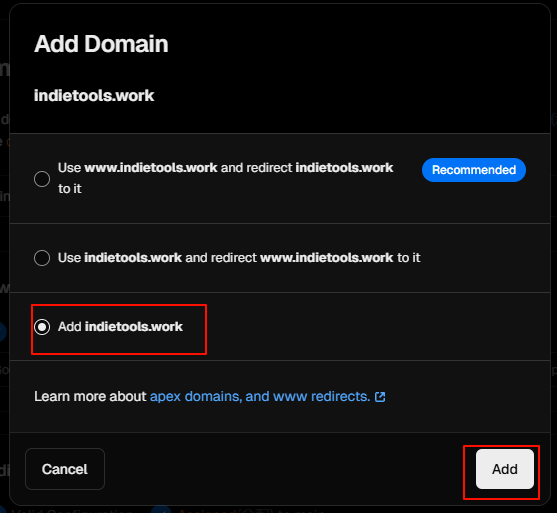 Add Domain
indietools.work
Use www.indietools.work and redirect indietools.work
to it
Recommended
Use indietools.work and redirect www.indietools.work to it
Add indietools.work
Learn more about apex domains, and www redirects.
Cancel
Add